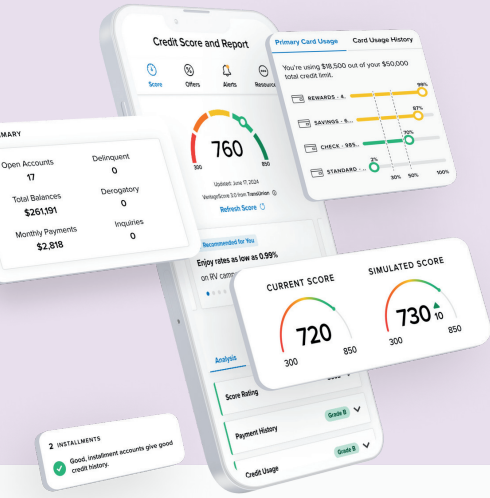 Credit Score and Report
Score
Offers
Alerts
Resource
760
300
850
Updated: June 17, 2024
VantageScore 3.0 from TransUnion
Refresh Score
Recommended for You
Enjoy rates as low as 0.99%
on RV
Analysis
Score Rating
Payment History
Grade B
Credit Usage
Grade B
Primary Card Usage
Card Usage History
You're using $18,500 out of your $50,000
total credit limit.
REWARDS - 4...
99%
SAVINGS - 6...
87%
CHECK - 985...
70%
STANDARD - ...
2%
30%
50%
100%
MARY
Open Accounts
17
Delinquent
0
Total Balances
$261,191
Derogatory
0
Monthly Payments
$2,818
Inquiries
0
CURRENT SCORE
720
300
850
SIMULATED SCORE
730
10
300
850
2 INSTALLMENTS
Good, installment accounts give good
credit history.